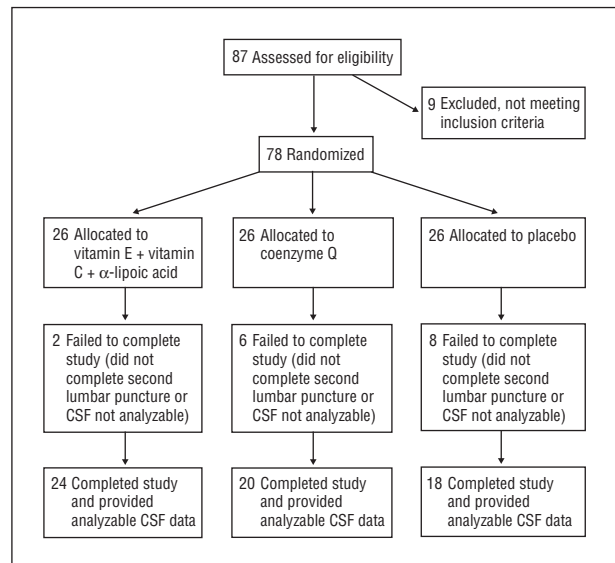 87 Assessed for eligibility
9 Excluded, not meeting
inclusion criteria
78 Randomized
26 Allocated to
vitamin E + vitamin
C + α-lipoic acid
26 Allocated to
coenzyme Q
26 Allocated to placebo
2 Failed to complete
study (did not
complete second
lumbar puncture or
CSF not analyzable)
6 Failed to complete
study (did not
complete second
lumbar puncture or
CSF not analyzable)
8 Failed to complete
study (did not
complete second
lumbar puncture or
CSF not analyzable)
24 Completed study
and provided
analyzable CSF data
20 Completed study
and provided
analyzable CSF data
18 Completed study
and provided
analyzable CSF data